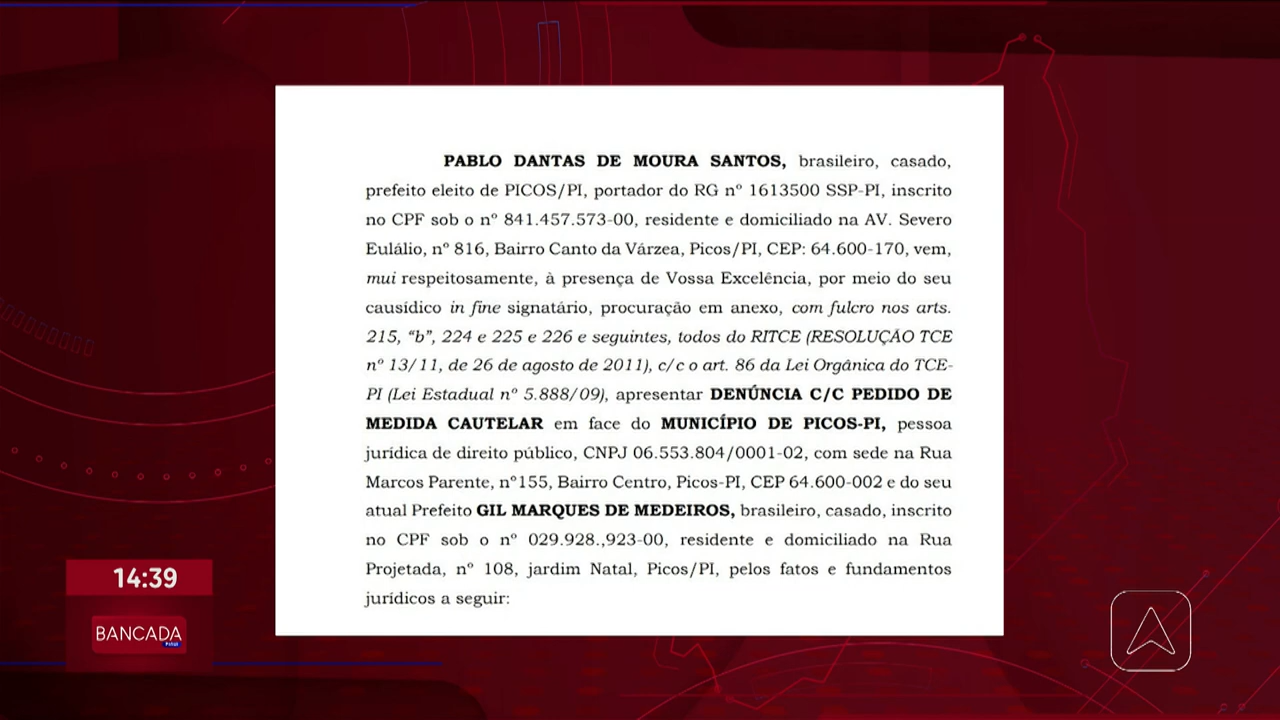 PABLO DANTAS DE MOURA SANTOS, brasileiro, casado,
prefeito eleito de PICOS/PI, portador do RG nº 1613500 SSP-PI, inscrito
no CPF sob o nº 841.457.573-00, residente e domiciliado na AV. Severo
Eulálio, nº 816, Bairro Canto da Várzea, Picos/PI, CEP: 64.600-170, vem,
mui respeitosamente, à presença de Vossa Excelência, por meio do seu
causídico in fine signatário, procuração em anexo, com fulcro nos arts.
215, “b”, 224 e 225 e 226 e seguintes, todos do RITCE (RESOLUÇÃO TCE
nº 13/11, de 26 de agosto de 2011), c/c o art. 86 da Lei Orgânica do TCE-
PI (Lei Estadual nº 5.888/09), apresentar DENÚNCIA C/C PEDIDO DE
MEDIDA CAUTELAR em face do MUNICÍPIO DE PICOS-PI, pessoa
jurídica de direito público, CNPJ 06.553.804/0001-02, com sede na Rua
Marcos Parente, nº155, Bairro Centro, Picos-PI, CEP 64.600-002 e do seu
atual Prefeito GIL MARQUES DE MEDEIROS, brasileiro, casado, inscrito
no CPF sob o nº 029.928.,923-00, residente e domiciliado na Rua
Projetada, nº 108, jardim Natal, Picos/PI, pelos fatos e fundamentos
jurídicos a seguir:
14:39
BANCADA